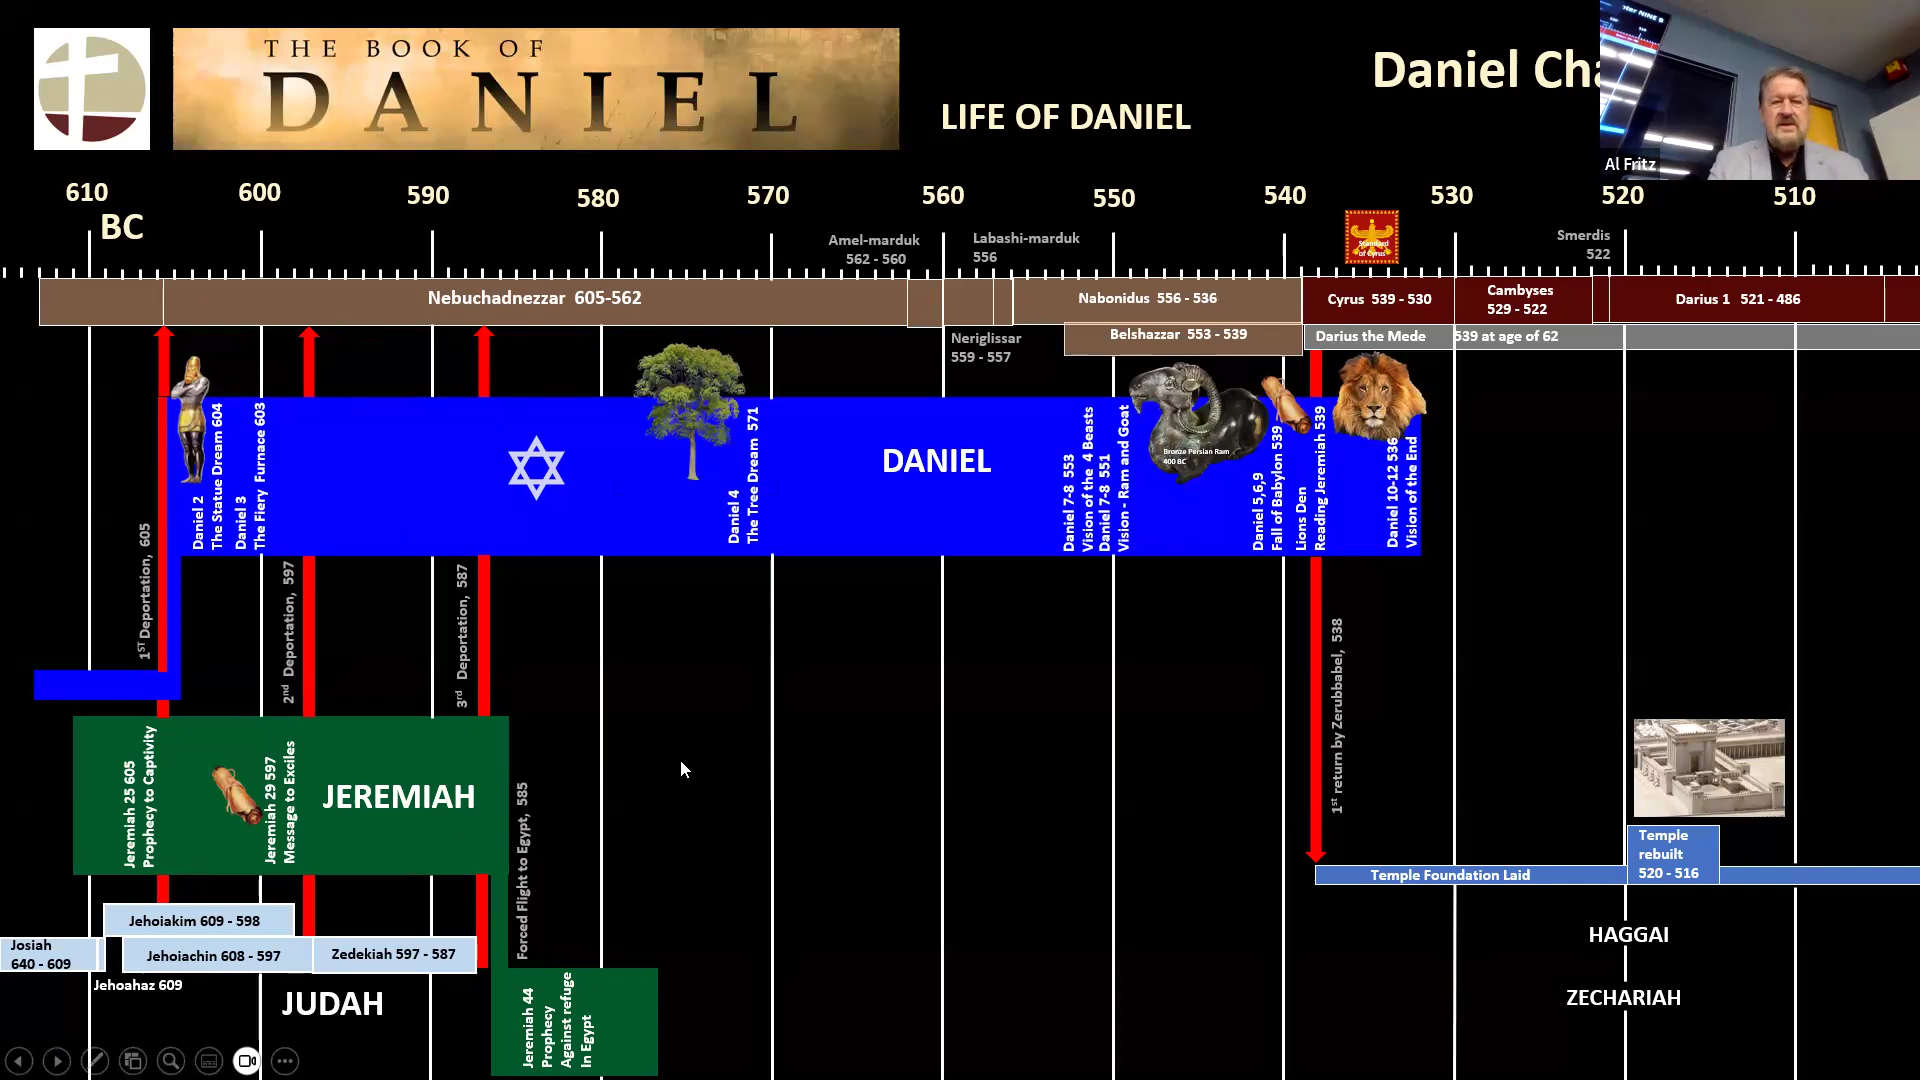 THE BOOK OF
DANIEL
LIFE OF DANIEL
Daniel Cha
Al Fritz
610
600
590
580
570
560
550
540
530
520
510
BC
Amel-marduk
562 - 560
Labashi-marduk
556
Standard
of Cyrus
Smerdis
522
Nebuchadnezzar 605-562
Nabonidus 556 - 536
Cyrus 539 - 530
Cambyses
529 - 522
Darius 1 521 - 486
Neriglissar
559 - 557
Belshazzar 553 - 539
Darius the Mede 539 at age of 62
Daniel 2
The Statue Dream 604
Daniel 3
The Fiery Furnace 603
Daniel 4
The Tree Dream 571
DANIEL
Daniel 7-8 553
Vision of the 4 Beasts
Daniel 7-8 551
Vision - Ram and Goat
Bronze Persian Ram
400 BC
Daniel 5,6,9
Fall of Babylon 539
Lions Den
Reading Jeremiah 539
Daniel 10-12 536
Vision of the End
1ST Deportation, 605
2nd Deportation, 597
3rd Deportation, 587
1st return by Zerubbabel, 538
Jeremiah 25 605
Prophecy to Captivity
Jeremiah 29 597
Message to Exciles
JEREMIAH
Forced Flight to Egypt, 585
Temple
rebuilt
520 - 516
Temple Foundation Laid
Jehoiakim 609 - 598
Josiah
640 - 609
Jehoiachin 608 - 597
Zedekiah 597 - 587
Jehoahaz 609
JUDAH
Jeremiah 44
Prophecy
Against refuge
In Egypt
HAGGAI
ZECHARIAH